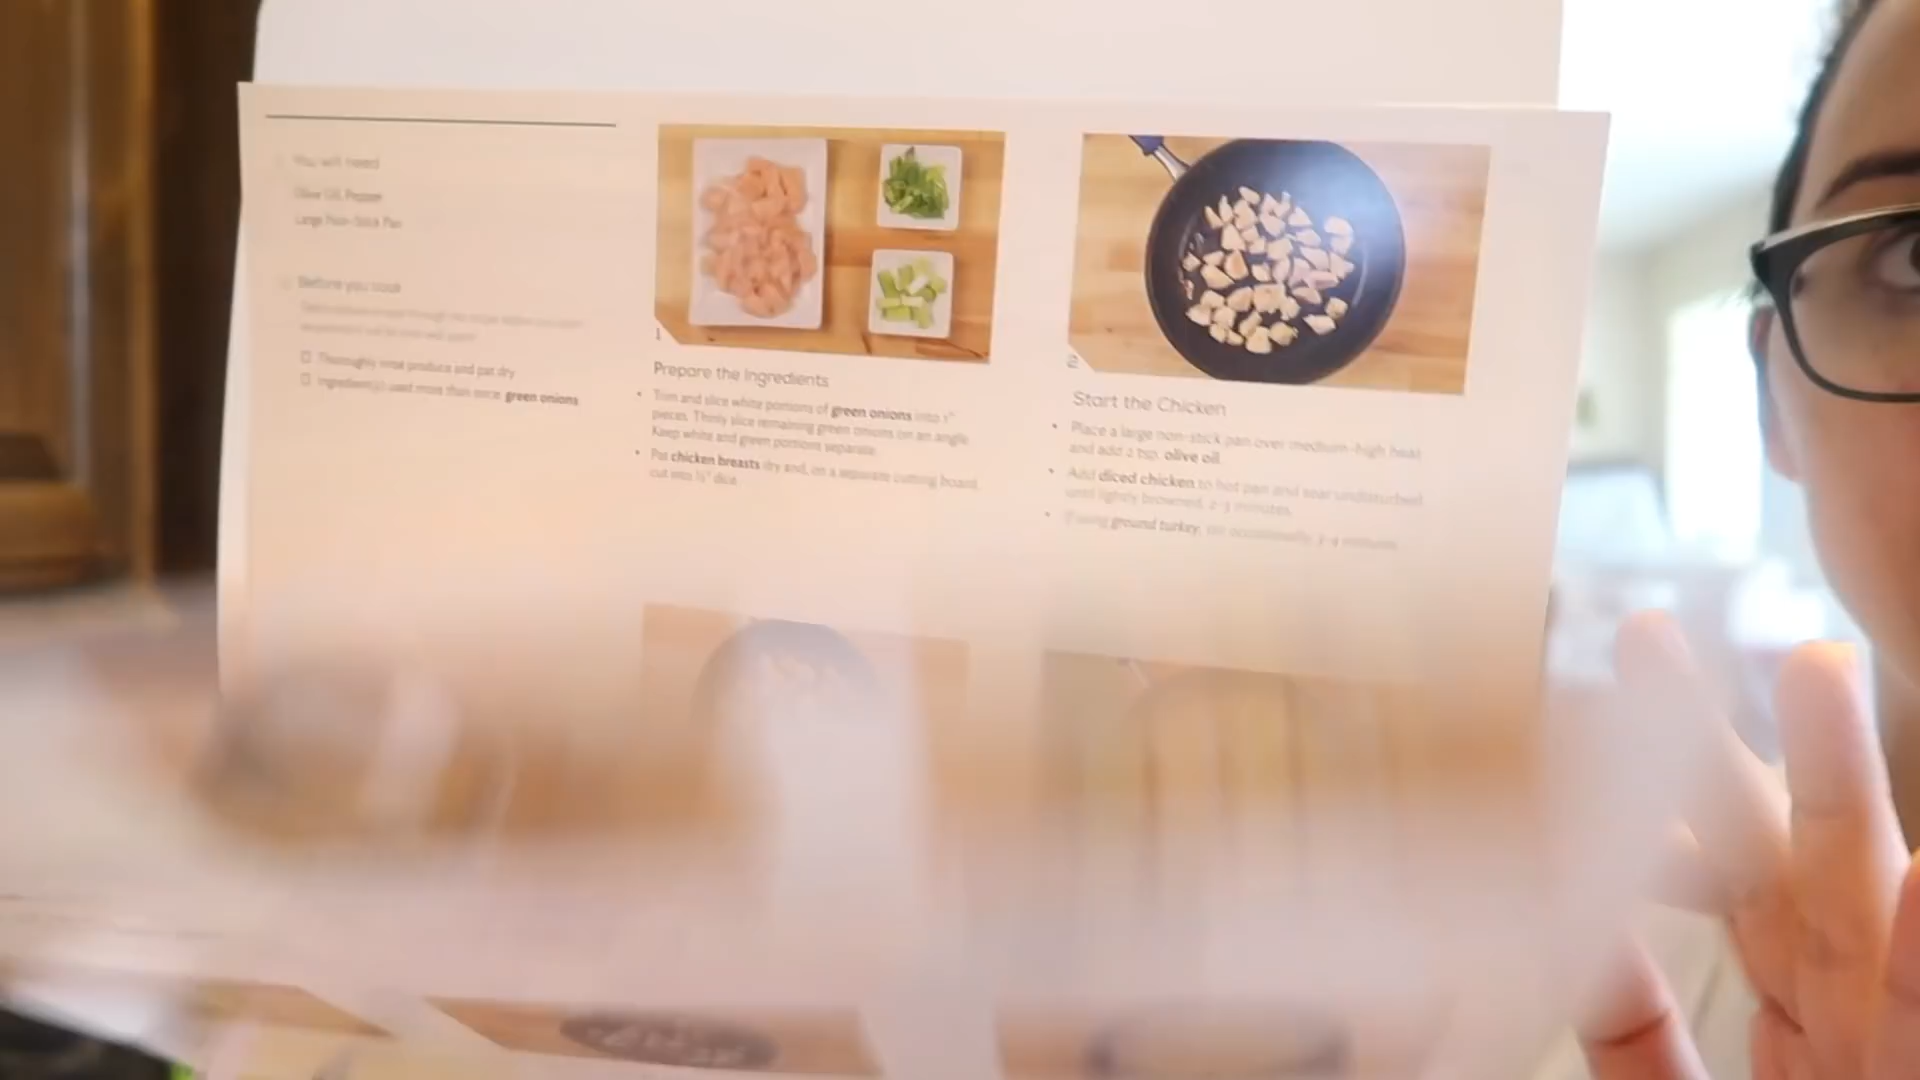 You will need
Olive Oil, Pepper
Large Non-Stick Pan
Before you cook
Thoroughly rinse produce and pat dry
Ingredient(s) used more than once: green onions
1
Prepare the Ingredients
• Trim and slice white portions of green onions into 1"
pieces. Thinly slice remaining green onions on an angle.
Keep white and green portions separate.
• Pat chicken breasts dry and, on a separate cutting board,
cut into ½" dice.
2
Start the Chicken
• Place a large non-stick pan over medium-high heat
and add 2 tsp. olive oil.
• Add diced chicken to hot pan and sear undisturbed
until lightly browned, 2-3 minutes.
• If using ground turkey, stir occasionally, minutes.